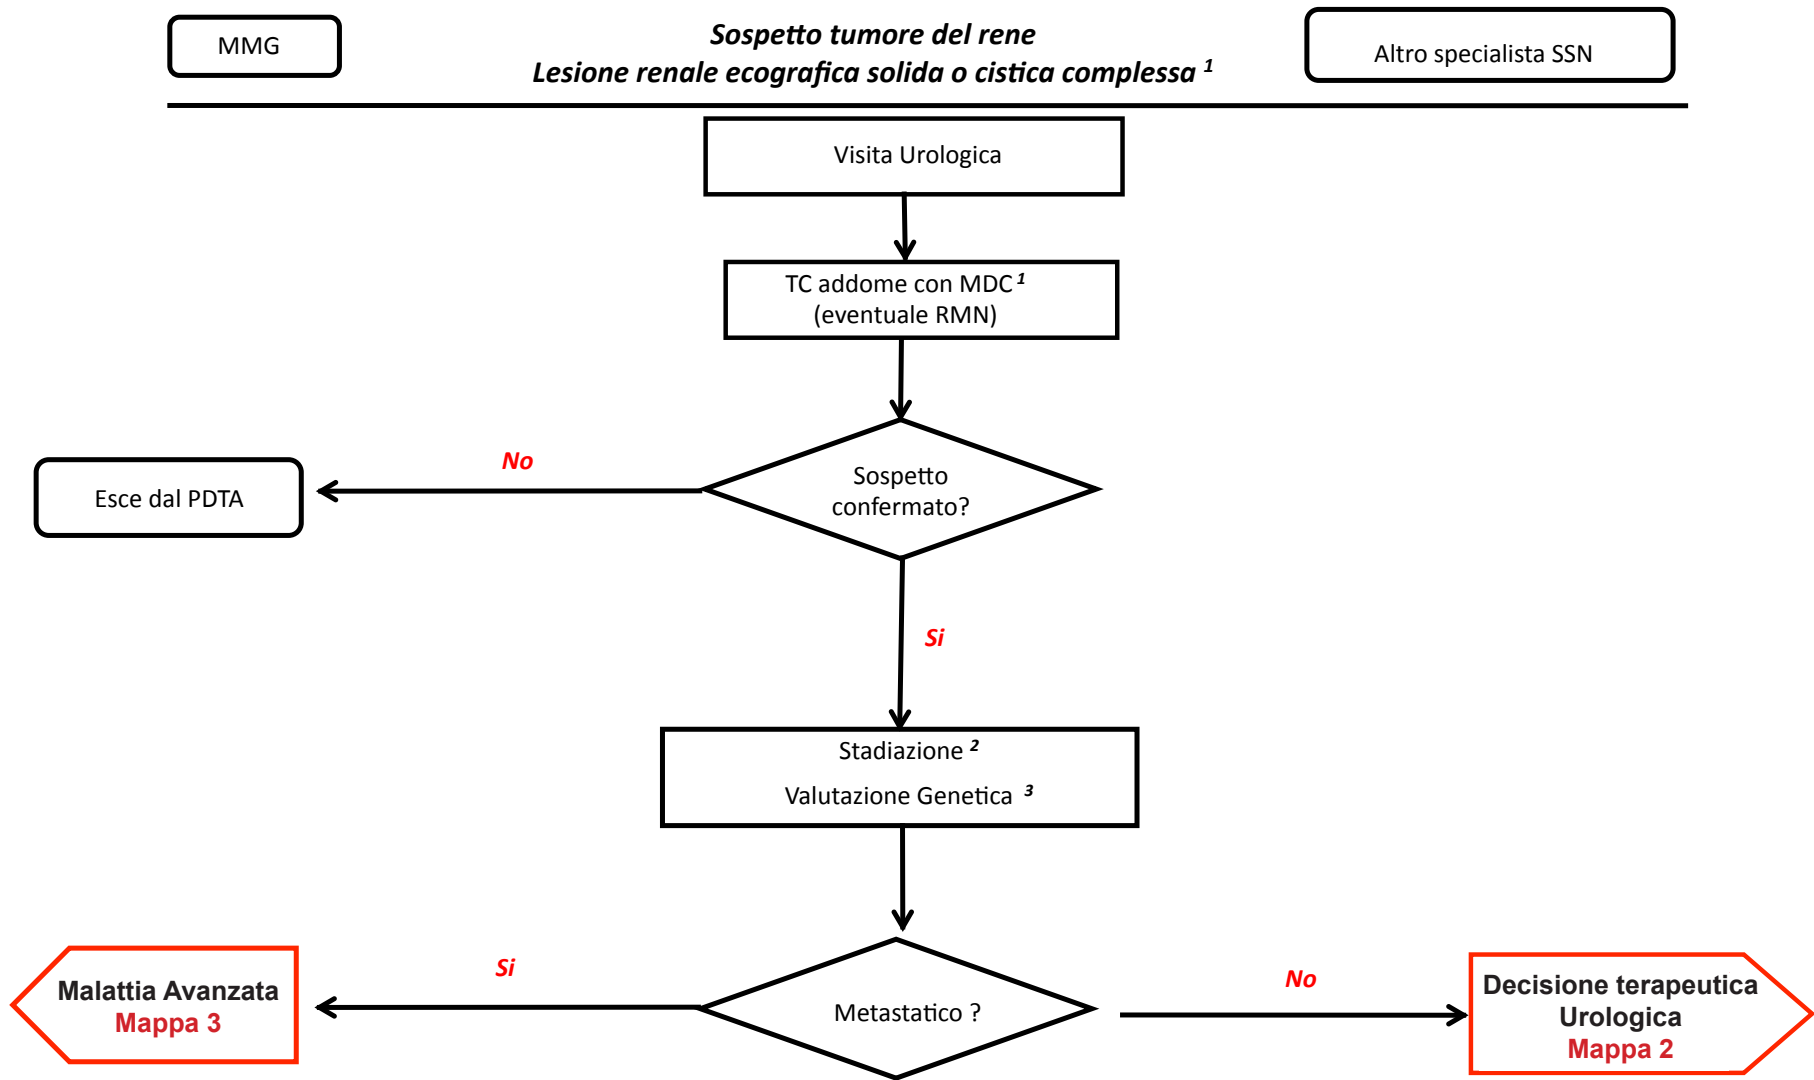 MMG
Sospetto tumore del rene
Lesione renale ecografica solida o cistica complessa 1
Altro specialista SSN
Visita Urologica
TC addome con MDC 1
(eventuale RMN)
No
Sospetto
confermato?
Esce dal PDTA
Si
Stadiazione 2
Valutazione Genetica 3
Si
No
Malattia Avanzata
Mappa 3
Metastatico ?
Decisione terapeutica
Urologica
Mappa 2